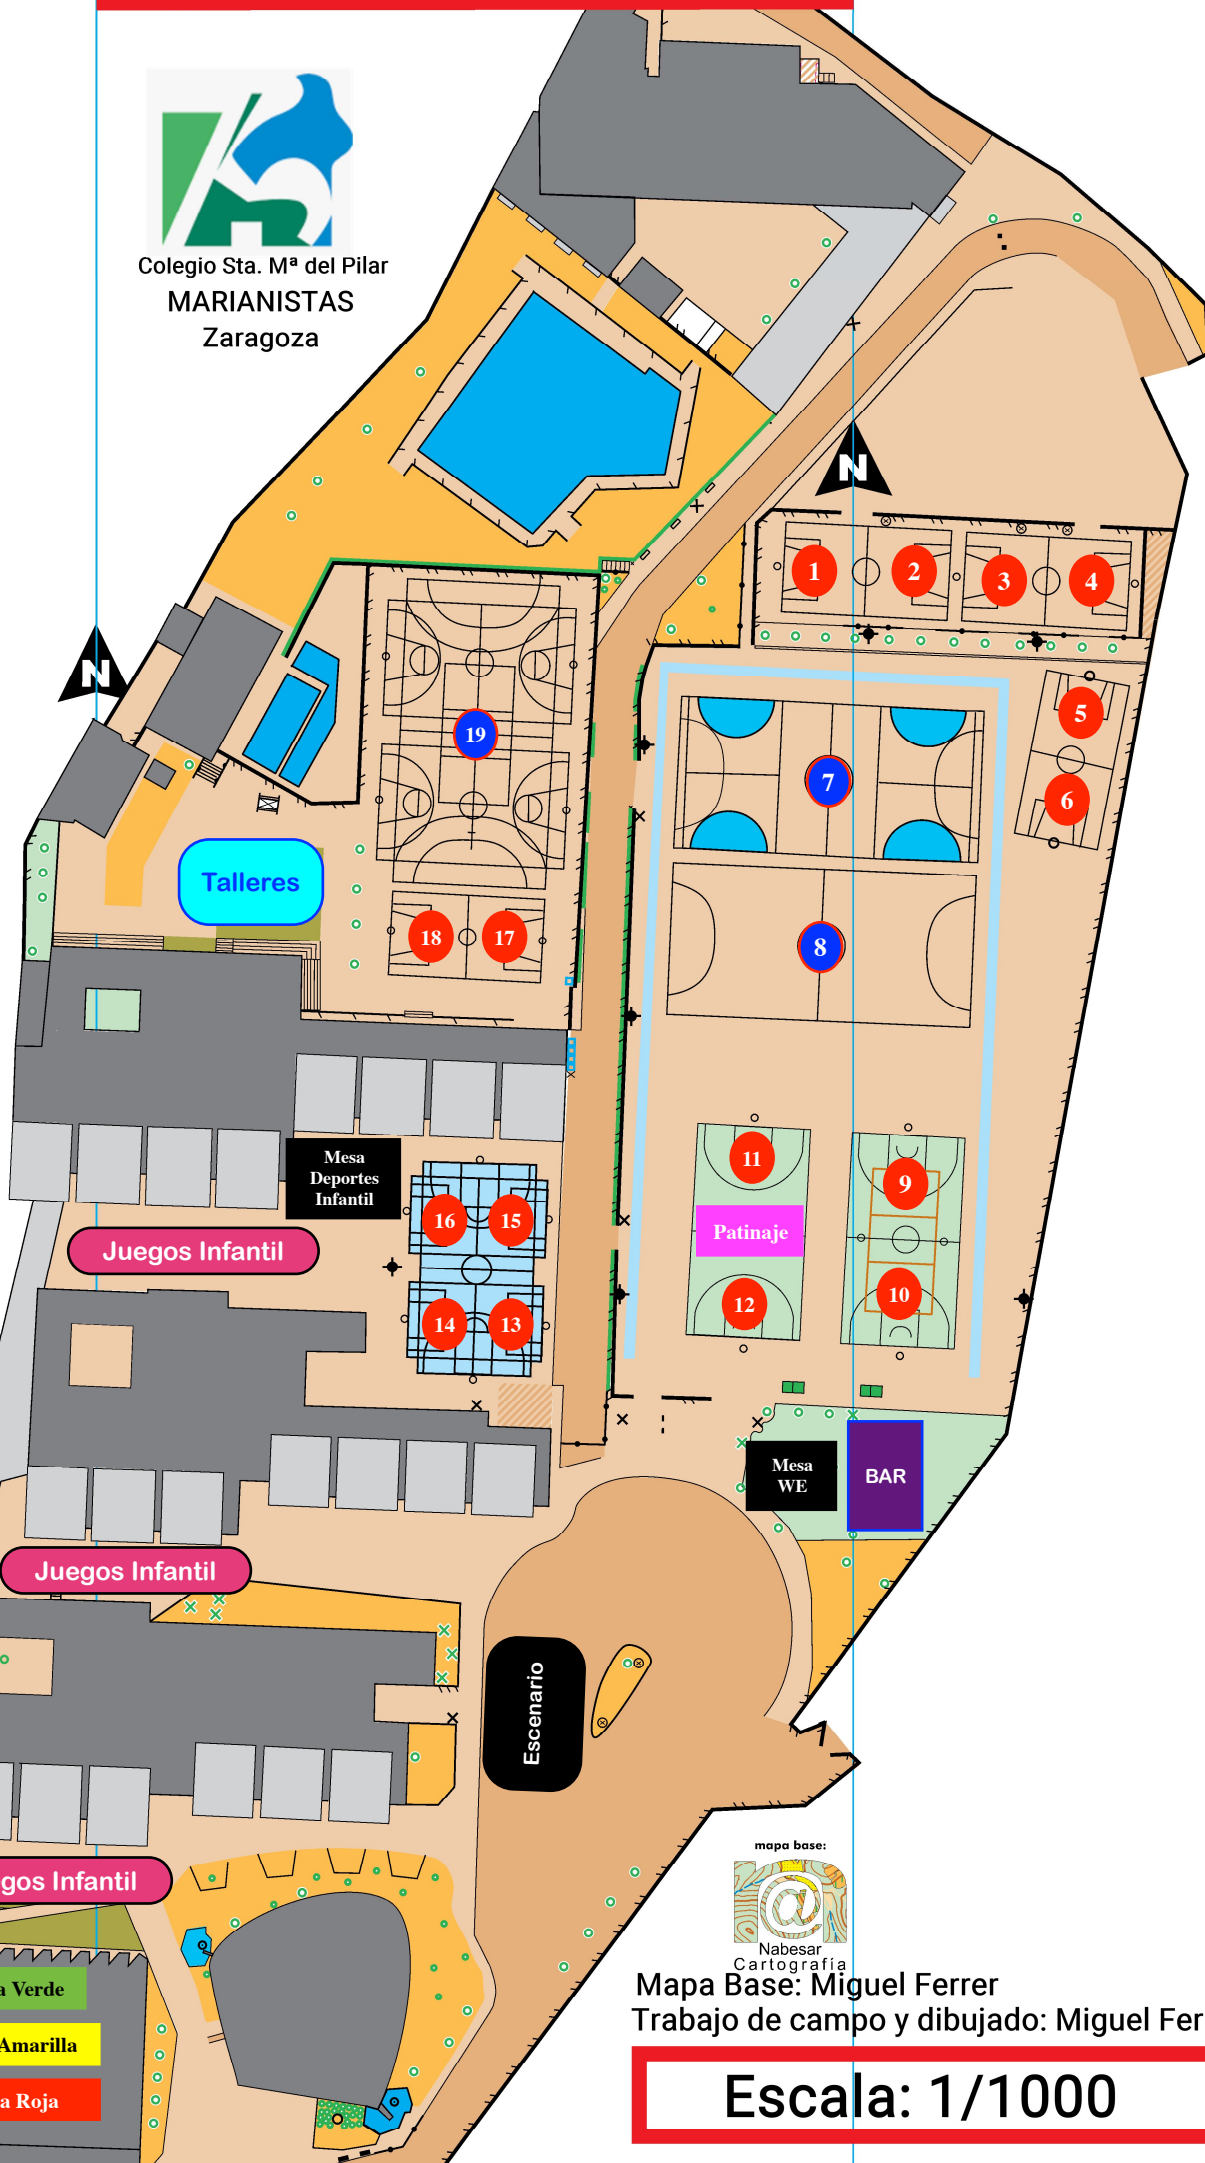 Colegio Sta. Mª del Pilar
MARIANISTAS
Zaragoza
N
1
2
3
4
N
5
19
7
6
Talleres
18
17
8
Mesa
Deportes
Infantil
11
9
16
15
Patinaje
Juegos Infantil
14
13
12
10
Mesa
WE
BAR
Juegos Infantil
Escenario
mapa base:
gos Infantil
@
Nabesar
Cartografía
a Verde
Mapa Base: Miguel Ferrer
Trabajo de campo y dibujado: Miguel Fer
Amarilla
a Roja
Escala: 1/1000